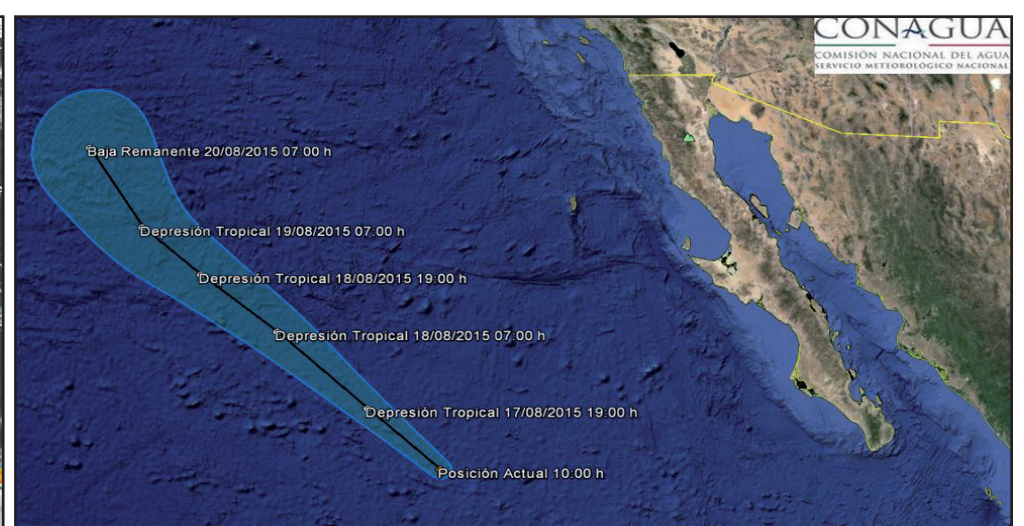 CONAGUA
COMISIÓN NACIONAL DEL AGUA
SERVICIO METEOROLÓGICO NACIONAL
Baja Remanente 20/08/2015 07:00 h
Depresión Tropical 19/08/2015 07:00 h
Depresión Tropical 18/08/2015 19:00 h
Depresión Tropical 18/08/2015 07:00 h
Depresión Tropical 17/08/2015 19:00 h
Posición Actual 10:00 h